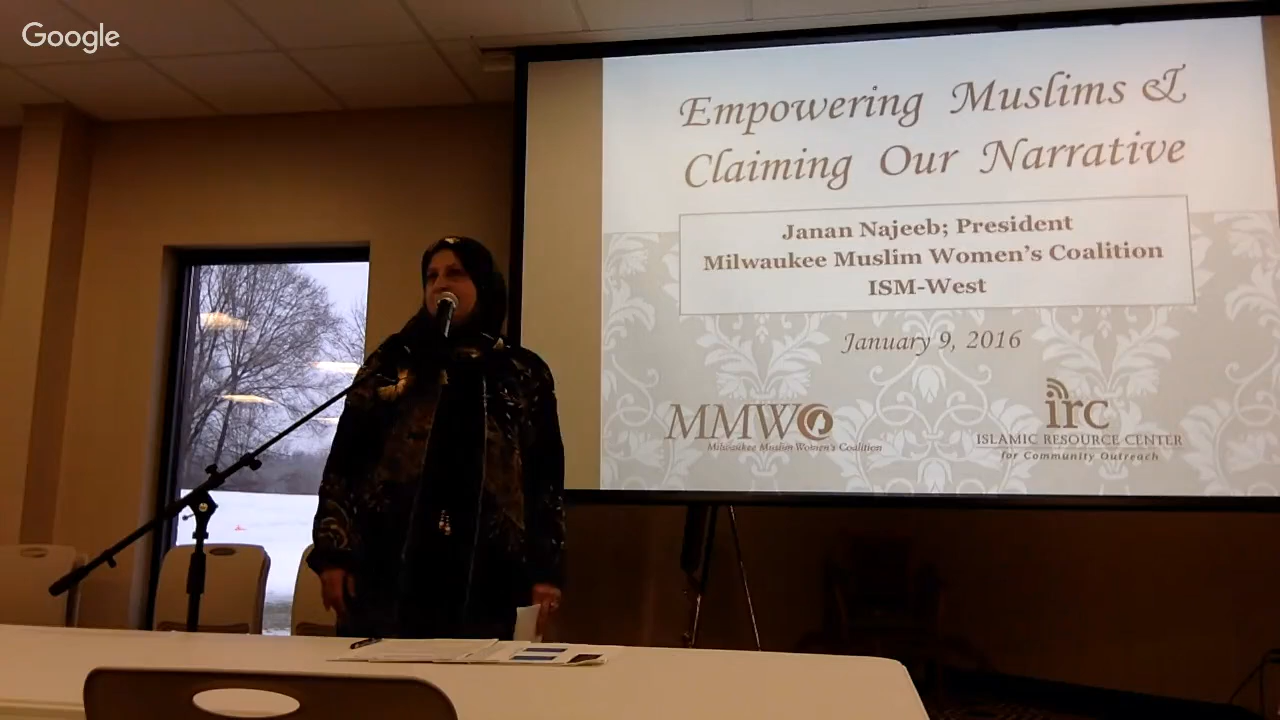 Google
Empowering Muslims &
Claiming Our Narrative
Janan Najeeb; President
Milwaukee Muslim Women's Coalition
ISM-West
January 9, 2016
MMWC
Milwaukee Muslim Women's Coalition
irc
ISLAMIC RESOURCE CENTER
for Community Outreach